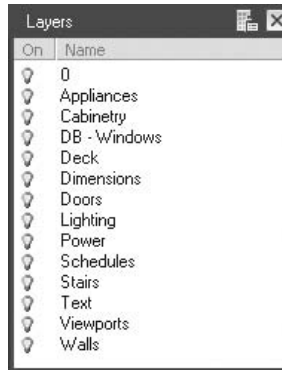 Layers
On Name
0
Appliances
Cabinetry
DB - Windows
Deck
Dimensions
Doors
Lighting
Power
Schedules
Stairs
Text
Viewports
Walls